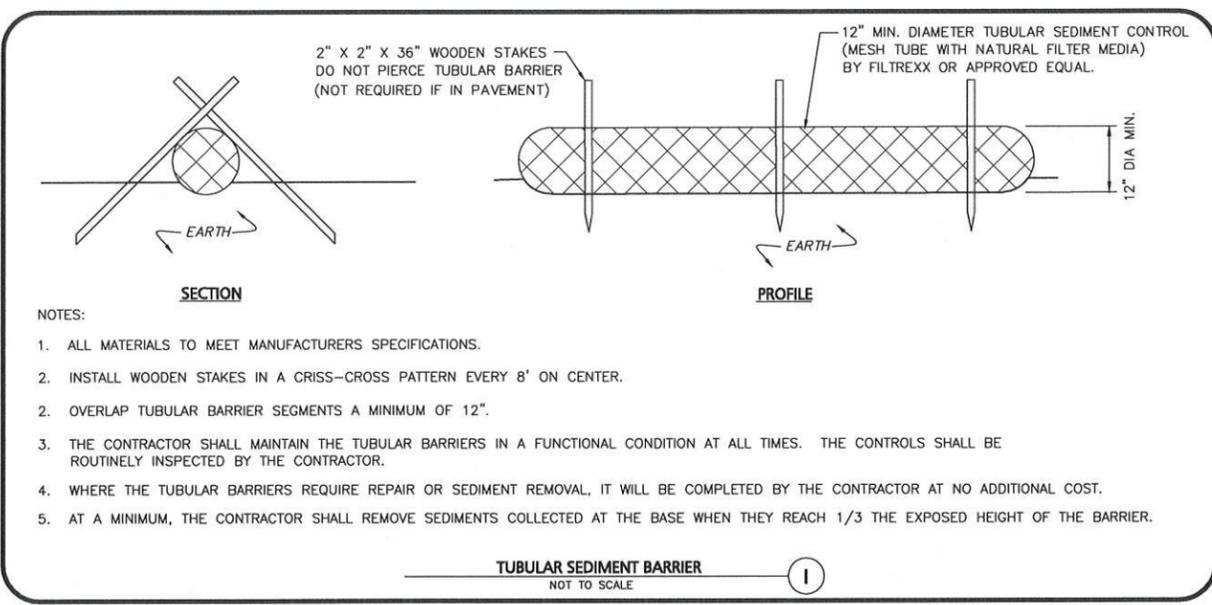 2" X 2" X 36" WOODEN STAKES
DO NOT PIERCE TUBULAR BARRIER
(NOT REQUIRED IF IN PAVEMENT)
12" MIN. DIAMETER TUBULAR SEDIMENT CONTROL
(MESH TUBE WITH NATURAL FILTER MEDIA)
BY FILTREXX OR APPROVED EQUAL.
12" DIA MIN.
EARTH
EARTH
SECTION
PROFILE
NOTES:
1. ALL MATERIALS TO MEET MANUFACTURERS SPECIFICATIONS.
2. INSTALL WOODEN STAKES IN A CRISS-CROSS PATTERN EVERY 8' ON CENTER.
2. OVERLAP TUBULAR BARRIER SEGMENTS A MINIMUM OF 12".
3. THE CONTRACTOR SHALL MAINTAIN THE TUBULAR BARRIERS IN A FUNCTIONAL CONDITION AT ALL TIMES. THE CONTROLS SHALL BE
ROUTINELY INSPECTED BY THE CONTRACTOR.
4. WHERE THE TUBULAR BARRIERS REQUIRE REPAIR OR SEDIMENT REMOVAL, IT WILL BE COMPLETED BY THE CONTRACTOR AT NO ADDITIONAL COST.
5. AT A MINIMUM, THE CONTRACTOR SHALL REMOVE SEDIMENTS COLLECTED AT THE BASE WHEN THEY REACH 1/3 THE EXPOSED HEIGHT OF THE BARRIER.
TUBULAR SEDIMENT BARRIER
NOT TO SCALE
I